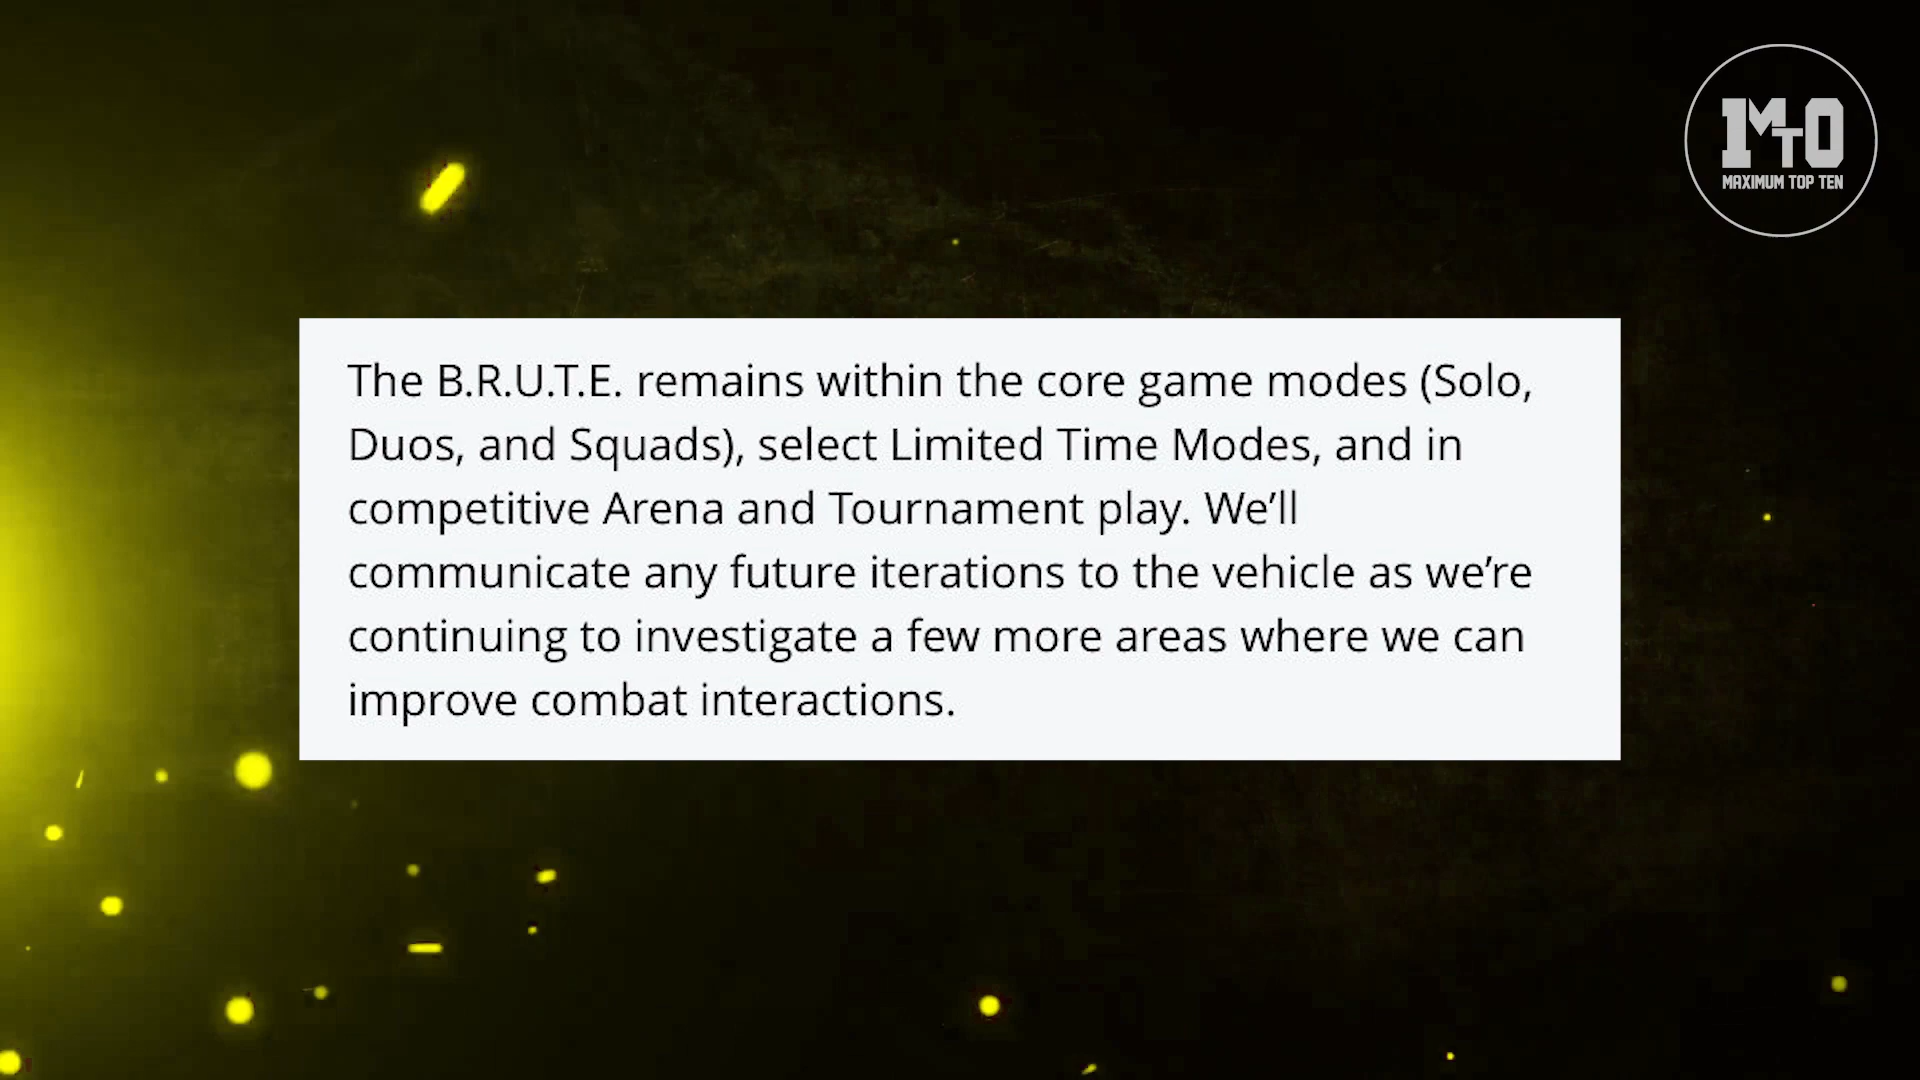 1MT0
MAXIMUM TOP TEN
The B.R.U.T.E. remains within the core game modes (Solo,
Duos, and Squads), select Limited Time Modes, and in
competitive Arena and Tournament play. We’ll
communicate any future iterations to the vehicle as we’re
continuing to investigate a few more areas where we can
improve combat interactions.